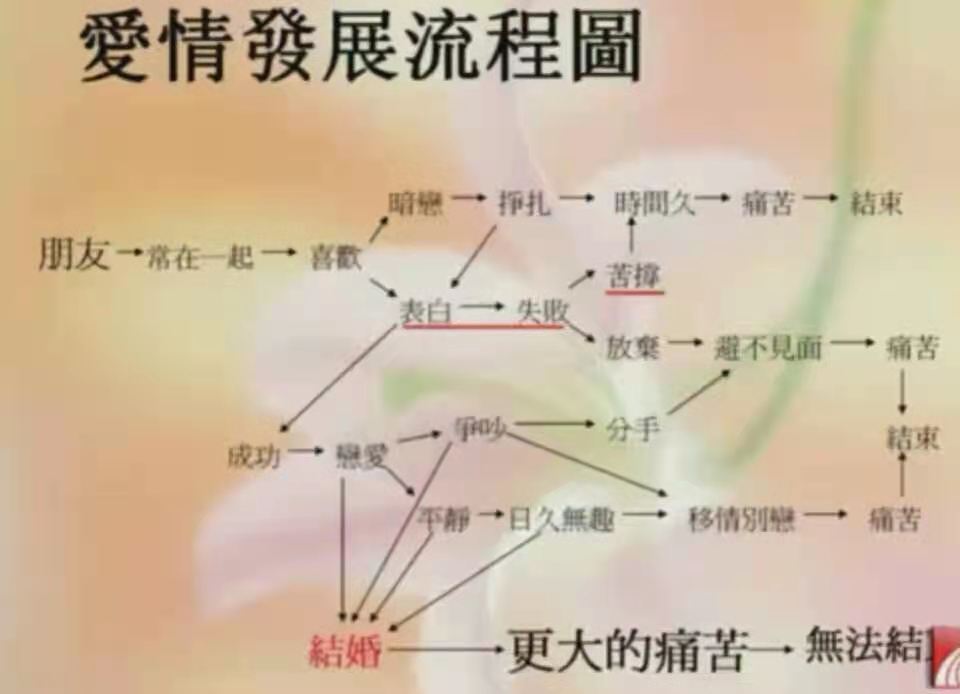 愛情發展流程圖
暗戀 掙扎 時間久 痛苦 結束
朋友 常在一起 喜歡
苦撐
表白 失敗
放棄 避不見面 痛苦
成功 戀愛 爭吵 分手 結束
平靜 日久無趣 移情別戀 痛苦
結婚 更大的痛苦 無法結